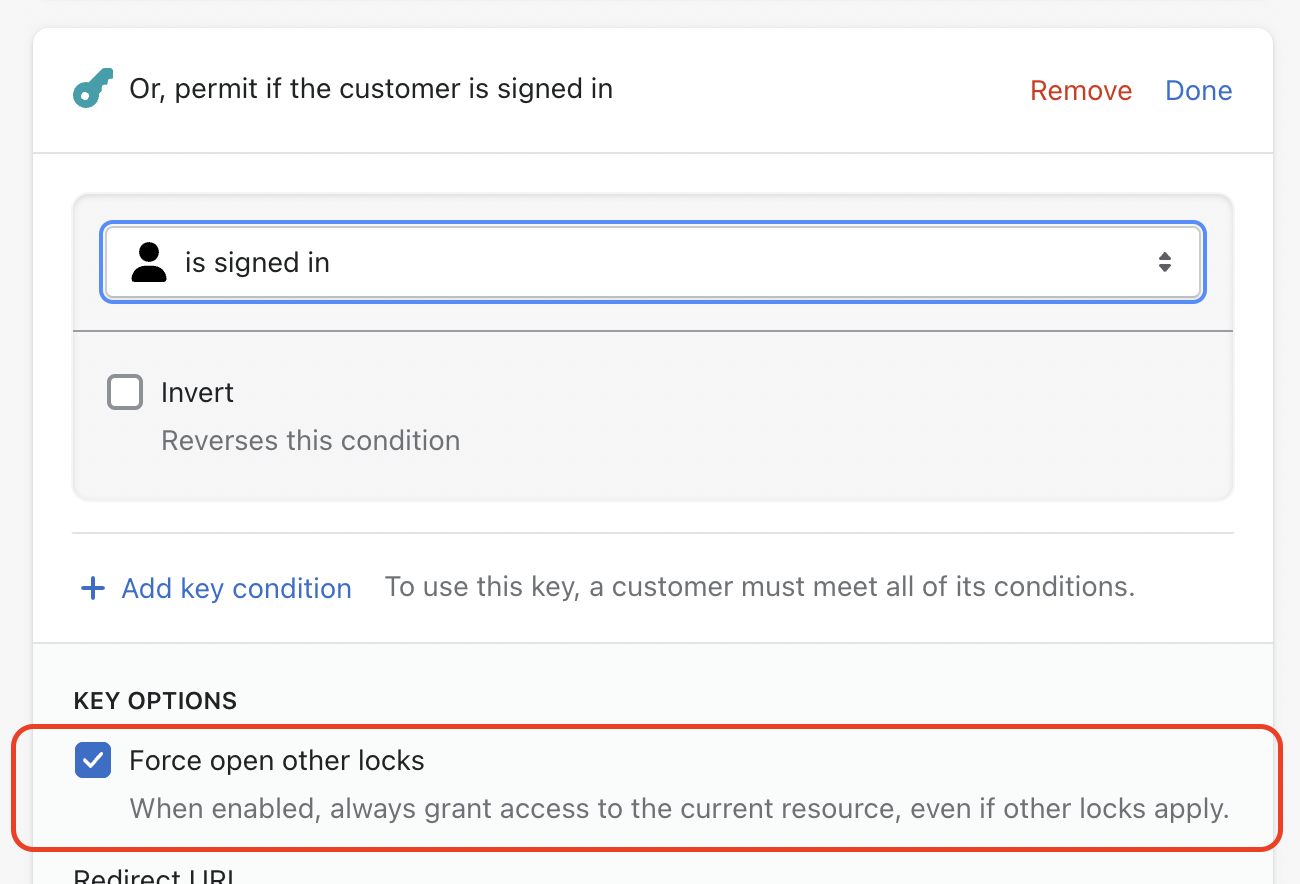 Or, permit if the customer is signed in
Remove Done
is signed in
Invert
Reverses this condition
Add key condition To use this key, a customer must meet all of its conditions.
KEY OPTIONS
Force open other locks
When enabled, always grant access to the current resource, even if other locks apply.
Redirect URL